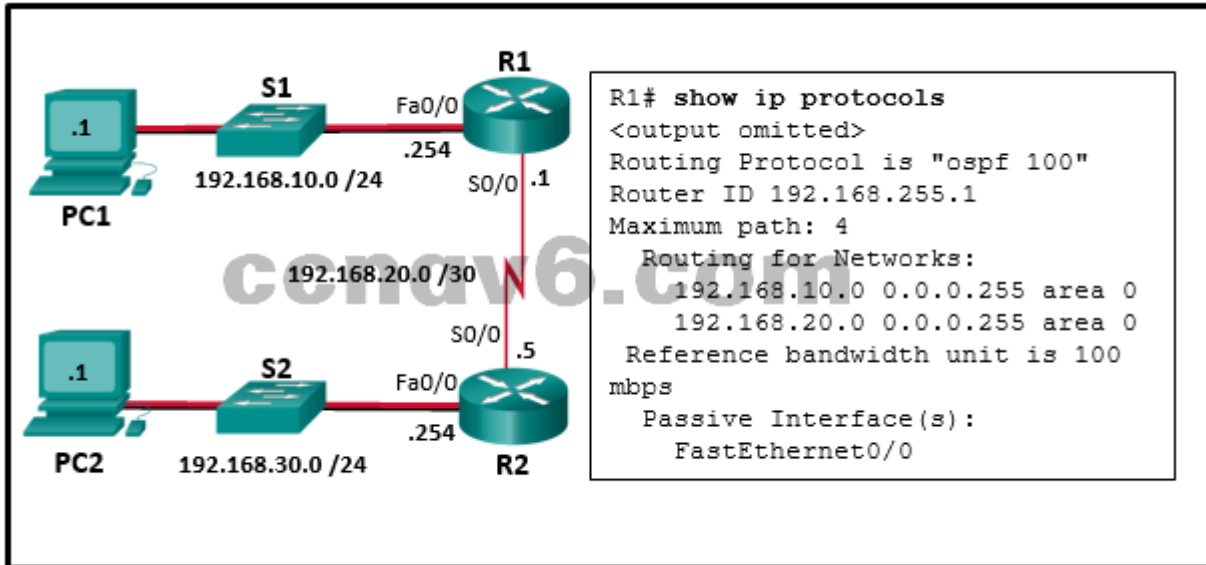 R1
S1
Fa0/0
.1
.254
192.168.10.0 /24
S0/0
.1
PC1
192.168.20.0 /30
ccnav6.com
S0/0
.5
S2
Fa0/0
.1
.254
PC2
192.168.30.0 /24
R2
R1# show ip protocols
<output omitted>
Routing Protocol is "ospf 100"
Router ID 192.168.255.1
Maximum path: 4
Routing for Networks:
192.168.10.0 0.0.0.255 area 0
192.168.20.0 0.0.0.255 area 0
Reference bandwidth unit is 100
mbps
Passive Interface(s):
FastEthernet0/0